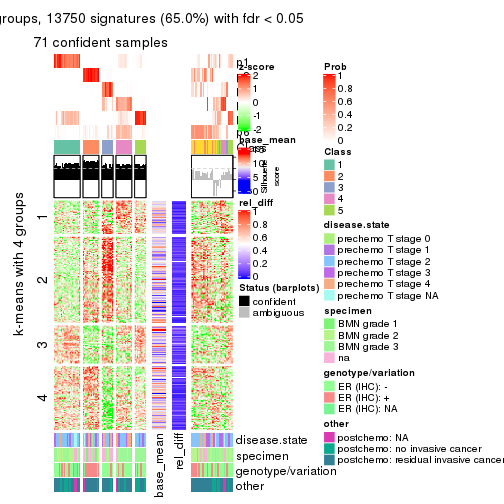 groups, 13750 signatures (65.0%) with fdr < 0.05
71 confident samples
k-means with 4 groups
1
2
3
4
p1
z-score
2
1
0
-1
-2
base_mean
15
10
5
0
Silhouette score
rel_diff
1
0.8
0.6
0.4
0.2
0
Status (barplots)
confident
ambiguous
base_mean
rel_diff
disease.state
specimen
genotype/variation
other
Prob
1
0.8
0.6
0.4
0.2
0
Class
1
2
3
4
5
disease.state
prechemo T stage 0
prechemo T stage 1
prechemo T stage 2
prechemo T stage 3
prechemo T stage 4
prechemo T stage NA
specimen
BMN grade 1
BMN grade 2
BMN grade 3
na
genotype/variation
ER (IHC): -
ER (IHC): +
ER (IHC): NA
other
postchemo: NA
postchemo: no invasive cancer
postchemo: residual invasive cancer